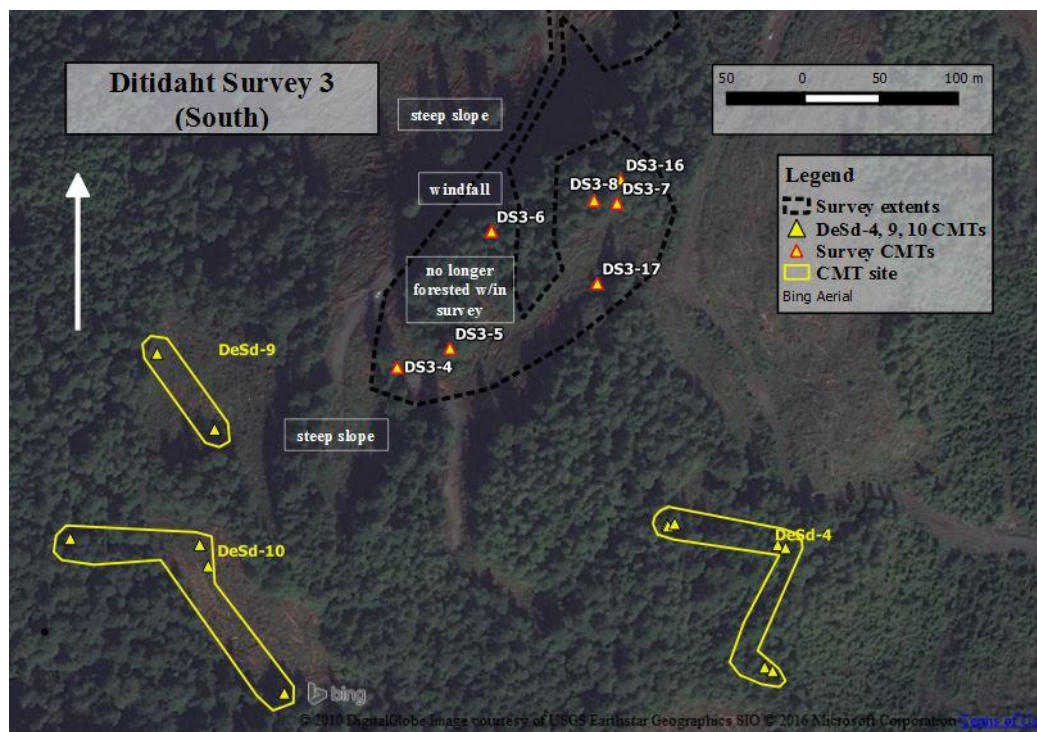 Ditidaht Survey 3
(South)
steep slope
windfall
no longer
forested w/in
survey
steep slope
50 0 50 100 m
Legend
Survey extents
DeSd-4, 9, 10 CMTs
Survey CMTs
CMT site
Bing Aerial
DS3-16
DS3-8
DS3-7
DS3-6
DS3-17
DS3-5
DS3-4
DeSd-9
DeSd-10
DeSd-4
bing
© 2010 DigitalGlobe Image courtesy of USGS Earthstar Geographics SIO © 2016 Microsoft Corporation Terms of